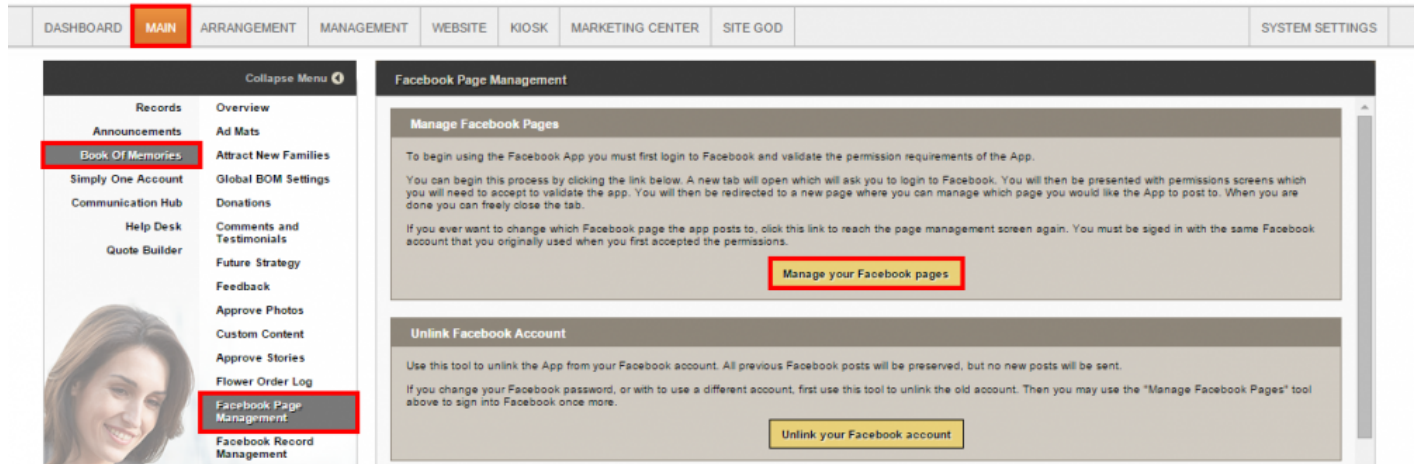 DASHBOARD MAIN ARRANGEMENT MANAGEMENT WEBSITE KIOSK MARKETING CENTER SITE GOD SYSTEM SETTINGS
Collapse Menu
Records
Announcements
Book Of Memories
Simply One Account
Communication Hub
Help Desk
Quote Builder
Overview
Ad Mats
Attract New Families
Global BOM Settings
Donations
Comments and
Testimonials
Future Strategy
Feedback
Approve Photos
Custom Content
Approve Stories
Flower Order Log
Facebook Page
Management
Facebook Record
Management
Facebook Page Management
Manage Facebook Pages
To begin using the Facebook App you must first login to Facebook and validate the permission requirements of the App.
You can begin this process by clicking the link below. A new tab will open which will ask you to login to Facebook. You will then be presented with permissions screens which
you will need to accept to validate the app. You will then be redirected to a new page where you can manage which page you would like the App to post to. When you are
done you can freely close the tab.
If you ever want to change which Facebook page the app posts to, click this link to reach the page management screen again. You must be siged in with the same Facebook
account that you originally used when you first accepted the permissions.
Manage your Facebook pages
Unlink Facebook Account
Use this tool to unlink the App from your Facebook account. All previous Facebook posts will be preserved, but no new posts will be sent.
If you change your Facebook password, or with to use a different account, first use this tool to unlink the old account. Then you may use the "Manage Facebook Pages" tool
above to sign into Facebook once more.
Unlink your Facebook account